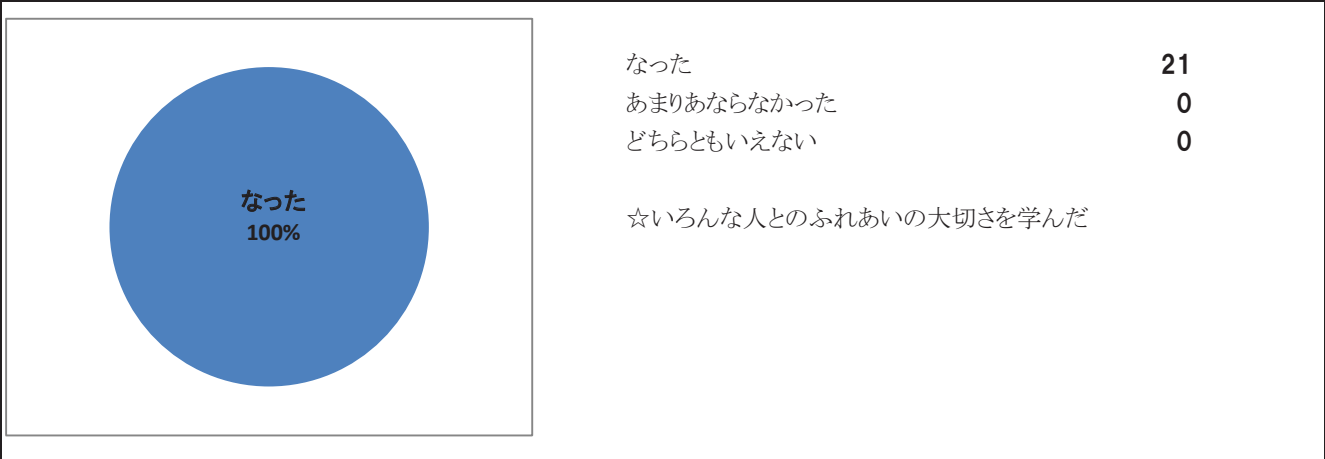 なった
100%
なった 21
あまりあならなかった 0
どちらともいえない 0
☆いろんな人とのふれあいの大切さを学んだ